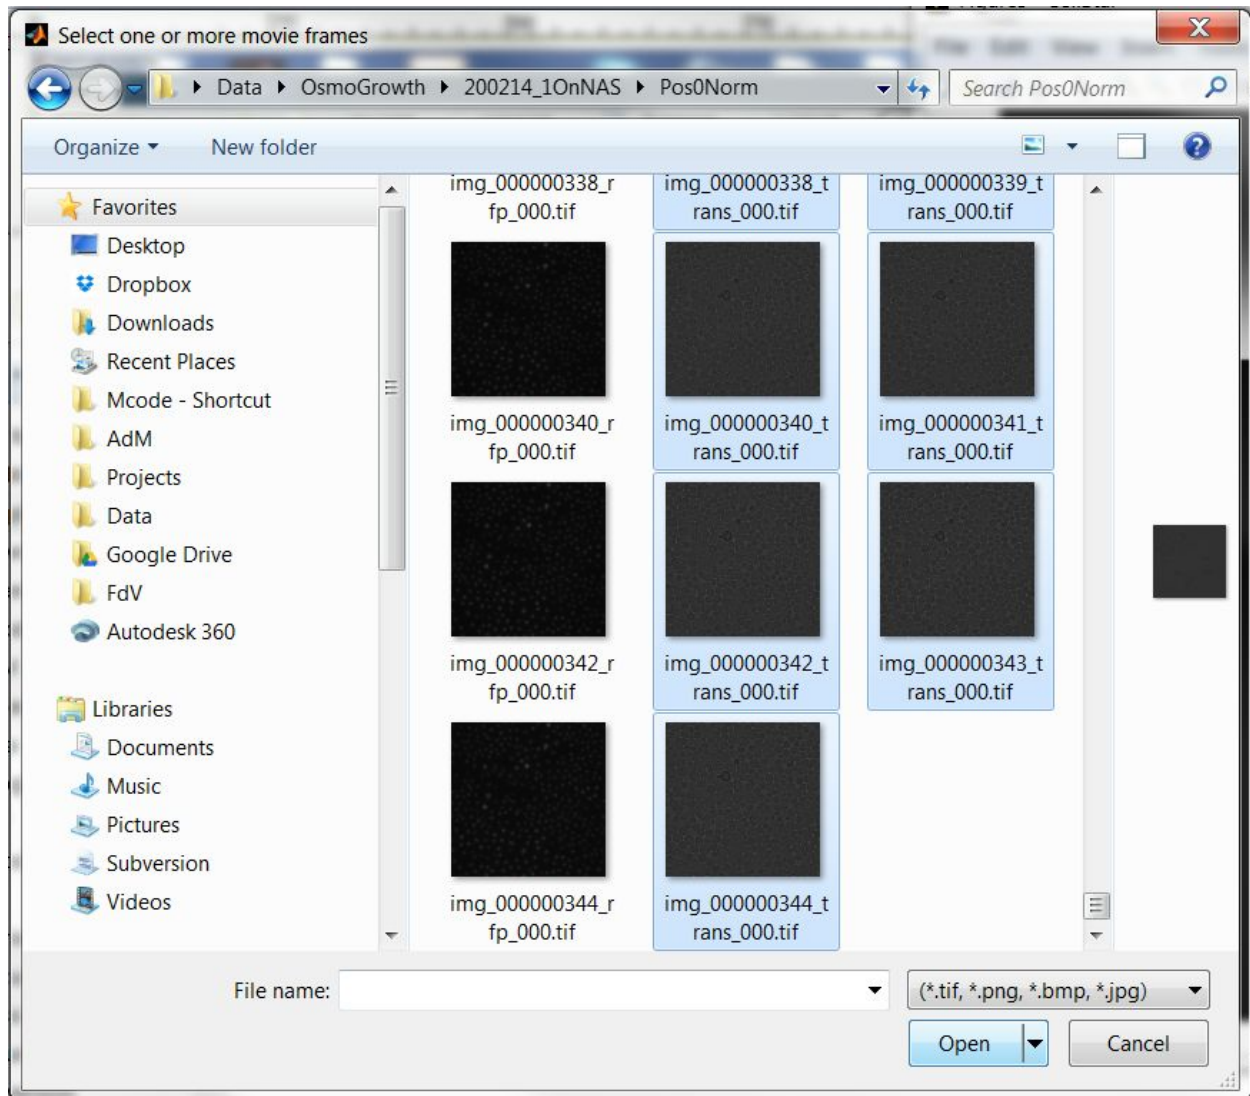 Select one or more movie frames
Data OsmoGrowth 200214_1OnNAS Pos0Norm
Search Pos0Norm
Organize New folder
Favorites
Desktop
Dropbox
Downloads
Recent Places
Mcode - Shortcut
AdM
Projects
Data
Google Drive
FdV
Autodesk 360
Libraries
Documents
Music
Pictures
Subversion
Videos
img_000000338_r
fp_000.tif
img_000000338_t
rans_000.tif
img_000000339_t
rans_000.tif
img_000000340_r
fp_000.tif
img_000000340_t
rans_000.tif
img_000000341_t
rans_000.tif
img_000000342_r
fp_000.tif
img_000000342_t
rans_000.tif
img_000000343_t
rans_000.tif
img_000000344_r
fp_000.tif
img_000000344_t
rans_000.tif
File name:
(*.tif, *.png, *.bmp, *.jpg)
Open
Cancel